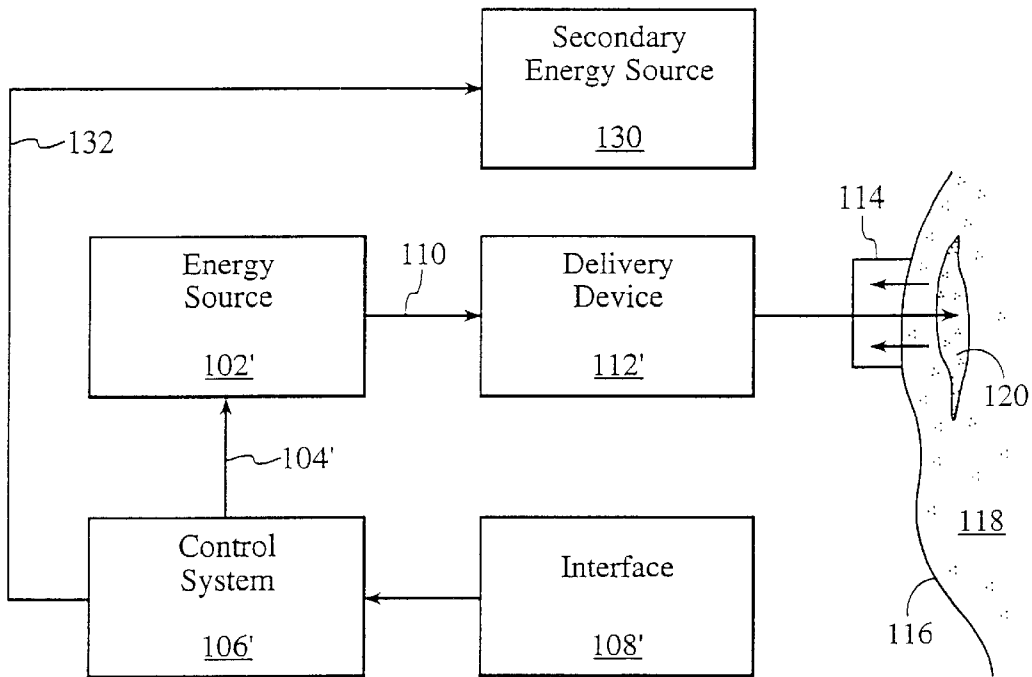 Secondary
Energy Source
130
132
114
Energy
Source
102'
110
Delivery
Device
112'
120
104'
Control
System
106'
Interface
108'
118
116